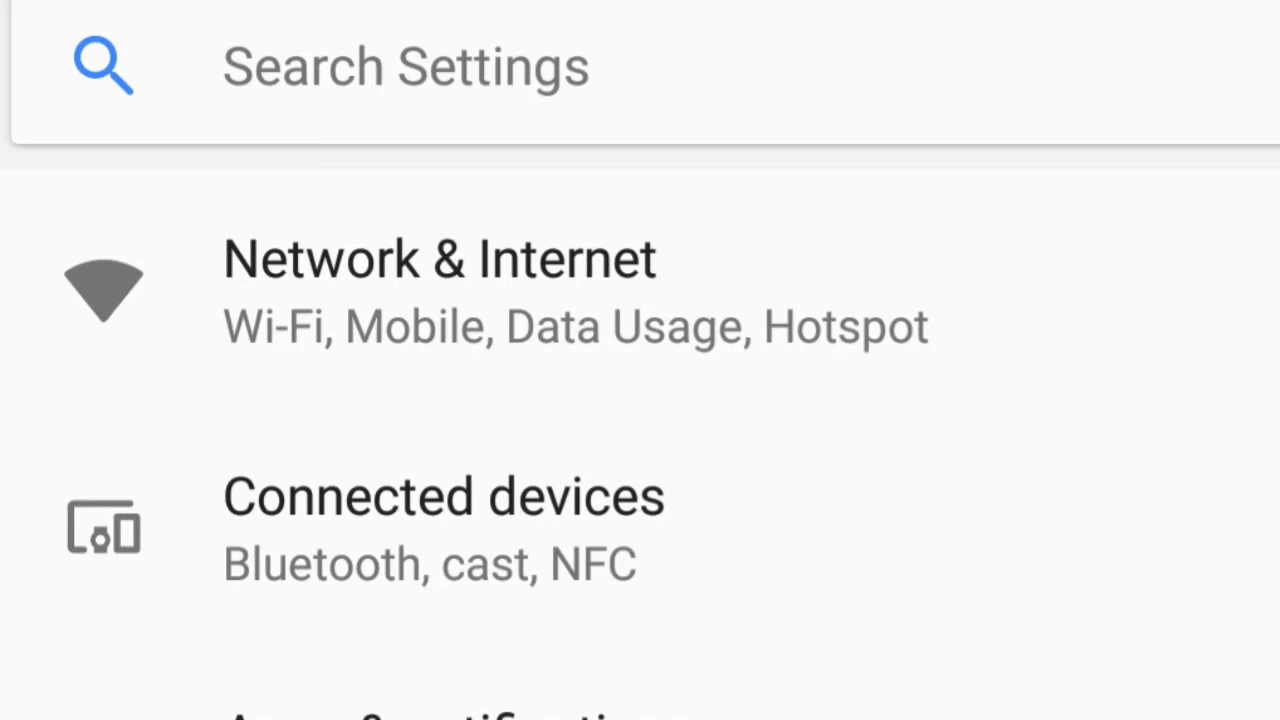 Search Settings
Network & Internet
Wi-Fi, Mobile, Data Usage, Hotspot
Connected devices
Bluetooth, cast, NFC